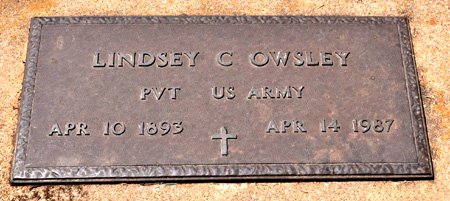 LINDSEY C OWSLEY
PVT US ARMY
APR 10 1893 APR 14 1987